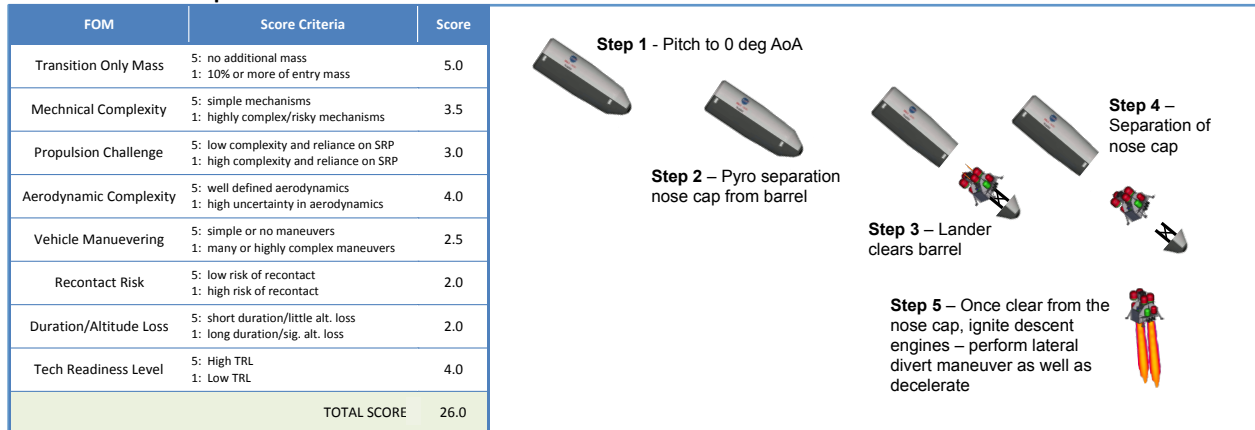 FOM Score Criteria Score
Transition Only Mass 5: no additional mass 5.0
1: 10% or more of entry mass
Mechnical Complexity 5: simple mechanisms 3.5
1: highly complex/risky mechanisms
Propulsion Challenge 5: low complexity and reliance on SRP 3.0
1: high complexity and reliance on SRP
Aerodynamic Complexity 5: well defined aerodynamics 4.0
1: high uncertainty in aerodynamics
Vehicle Manuevering 5: simple or no maneuvers 2.5
1: many or highly complex maneuvers
Recontact Risk 5: low risk of recontact 2.0
1: high risk of recontact
Duration/Altitude Loss 5: short duration/little alt. loss 2.0
1: long duration/sig. alt. loss
Tech Readiness Level 5: High TRL 4.0
1: Low TRL
TOTAL SCORE 26.0
Step 1 - Pitch to 0 deg AoA
Step 2 – Pyro separation
nose cap from barrel
Step 3 – Lander
clears barrel
Step 4 –
Separation of
nose cap
Step 5 – Once clear from the
nose cap, ignite descent
engines – perform lateral
divert maneuver as well as
decelerate